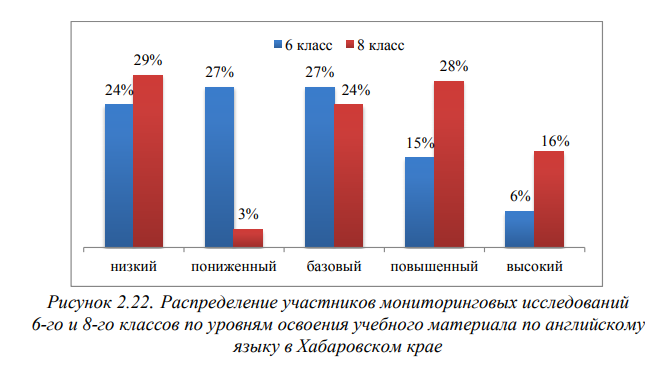 6 класс 8 класс
29%
28%
27%
27%
24%
24%
16%
15%
6%
3%
низкий пониженный базовый повышенный высокий
Рисунок 2.22. Распределение участников мониторинговых исследований
6-го и 8-го классов по уровням освоения учебного материала по английскому
языку в Хабаровском крае